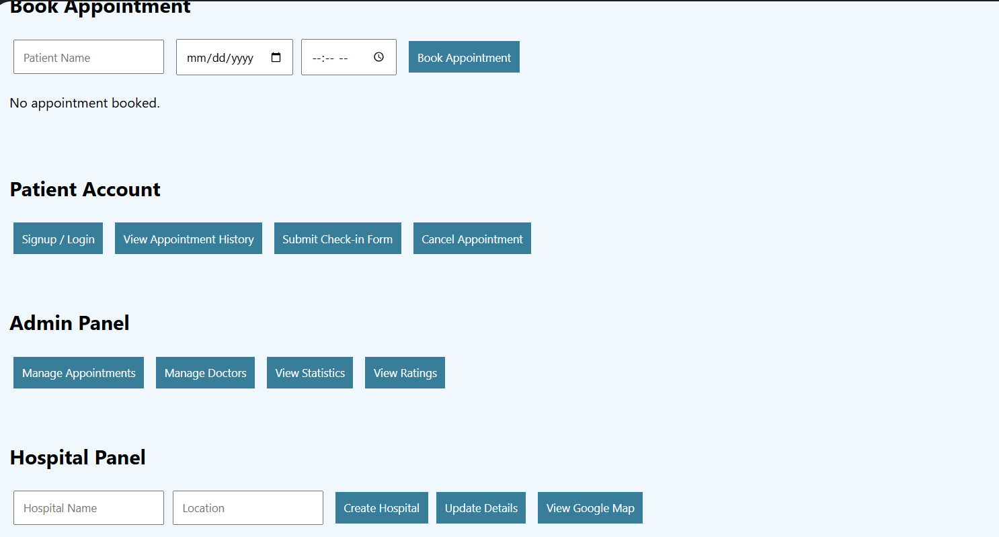 Book Appointment
Patient Name mm/dd/yyyy --:-- -- Book Appointment
No appointment booked.
Patient Account
Signup / Login View Appointment History Submit Check-in Form Cancel Appointment
Admin Panel
Manage Appointments Manage Doctors View Statistics View Ratings
Hospital Panel
Hospital Name Location Create Hospital Update Details View Google Map